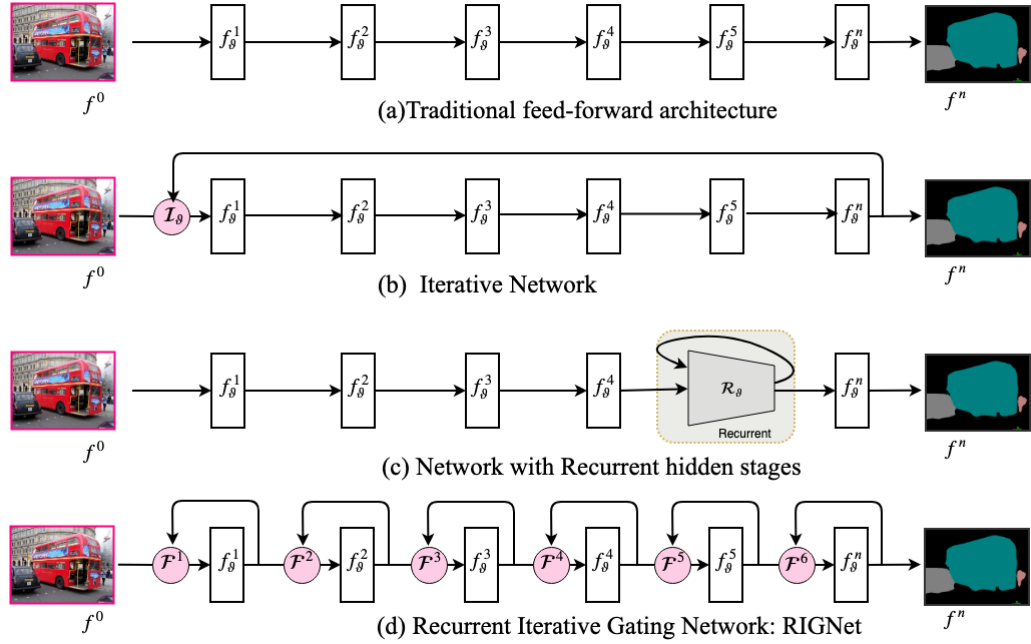 f_ϑ^1 f_ϑ^2 f_ϑ^3 f_ϑ^4 f_ϑ^5 f_ϑ^n
f^0 f^n
(a)Traditional feed-forward architecture
I_ϑ f_ϑ^1 f_ϑ^2 f_ϑ^3 f_ϑ^4 f_ϑ^5 f_ϑ^n
f^0 f^n
(b) Iterative Network
f_ϑ^1 f_ϑ^2 f_ϑ^3 f_ϑ^4 R_ϑ f_ϑ^n
Recurrent
f^0 f^n
(c) Network with Recurrent hidden stages
F^1 f_ϑ^1 F^2 f_ϑ^2 F^3 f_ϑ^3 F^4 f_ϑ^4 F^5 f_ϑ^5 F^6 f_ϑ^n
f^0 f^n
(d) Recurrent Iterative Gating Network: RIGNet